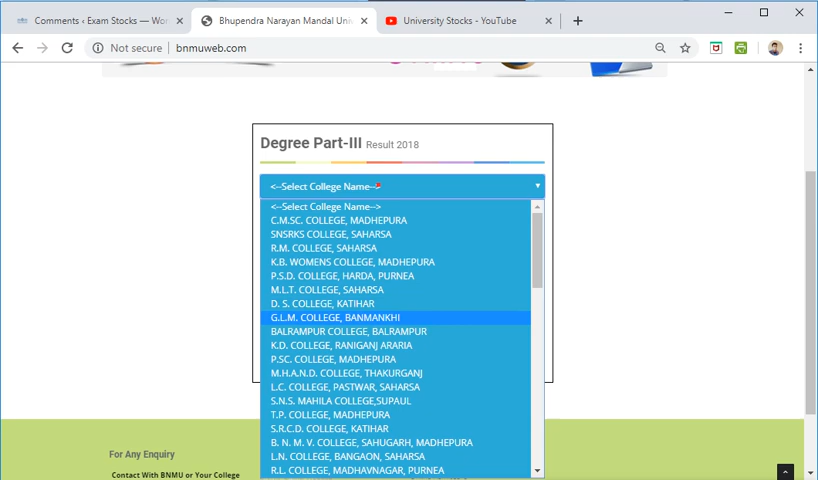 Comments ‹ Exam Stocks — Wor
Bhupendra Narayan Mandal Univ
University Stocks - YouTube
Not secure
bnmuweb.com
Degree Part-III Result 2018
<--Select College Name-->
<--Select College Name-->
C.M.SC. COLLEGE, MADHEPURA
SNSRKS COLLEGE, SAHARSA
R.M. COLLEGE, SAHARSA
K.B. WOMENS COLLEGE, MADHEPURA
P.S.D. COLLEGE, HARDA, PURNEA
M.L.T. COLLEGE, SAHARSA
D. S. COLLEGE, KATIHAR
G.L.M. COLLEGE, BANMANKHI
BALRAMPUR COLLEGE, BALRAMPUR
K.D. COLLEGE, RANIGANJ ARARIA
P.SC. COLLEGE, MADHEPURA
M.H.A.N.D. COLLEGE, THAKURGANJ
L.C. COLLEGE, PASTWAR, SAHARSA
S.N.S. MAHILA COLLEGE,SUPAUL
T.P. COLLEGE, MADHEPURA
S.R.C.D. COLLEGE, KATIHAR
B. N. M. V. COLLEGE, SAHUGARH, MADHEPURA
L.N. COLLEGE, BANGAON, SAHARSA
R.L. COLLEGE, MADHAVNAGAR, PURNEA
For Any Enquiry
Contact With BNMU or Your College